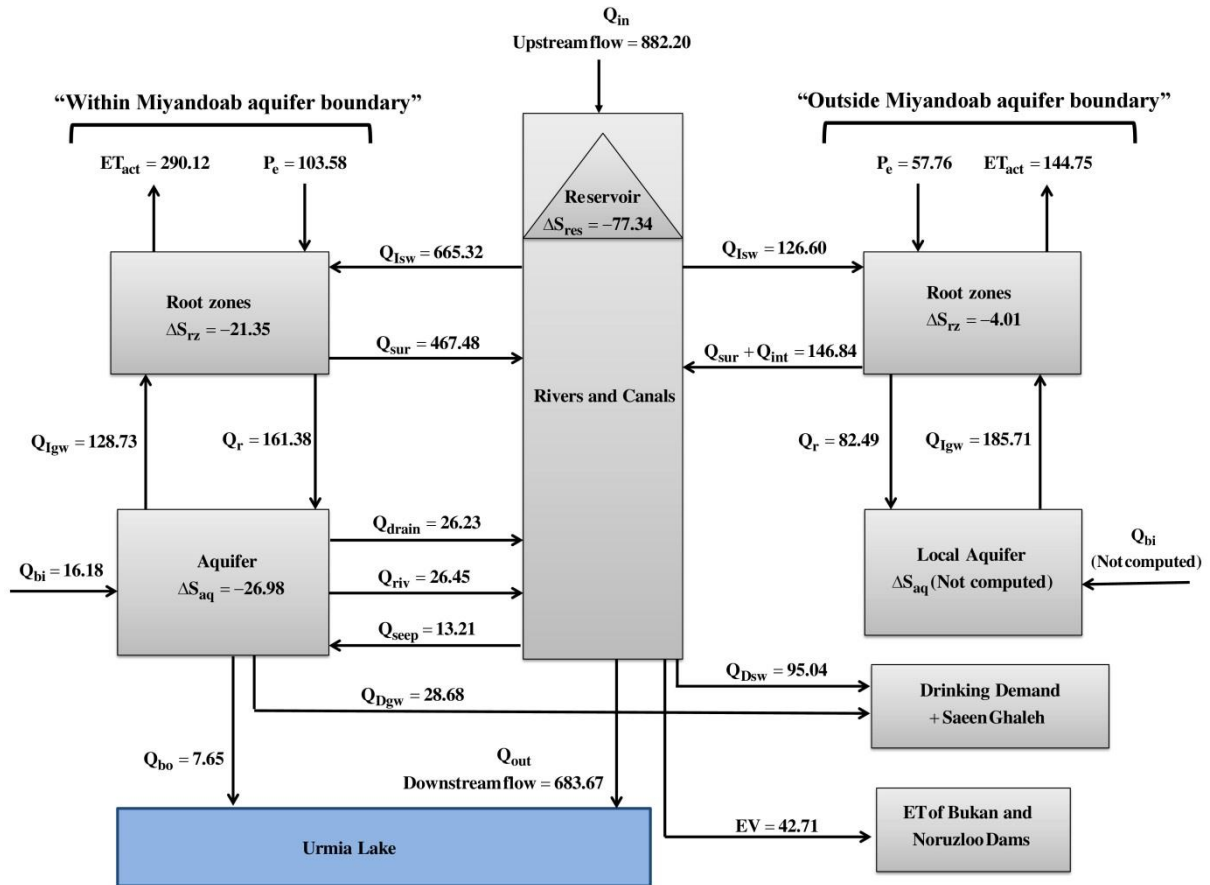 Q_in
Upstream flow = 882.20
“Within Miyandoab aquifer boundary”
“Outside Miyandoab aquifer boundary”
ET_act = 290.12
P_e = 103.58
P_e = 57.76
ET_act = 144.75
Reservoir
ΔS_res = −77.34
Q_Isw = 665.32
Q_Isw = 126.60
Root zones
ΔS_rz = −21.35
Root zones
ΔS_rz = −4.01
Q_sur = 467.48
Q_sur + Q_int = 146.84
Rivers and Canals
Q_Igw = 128.73
Q_r = 161.38
Q_r = 82.49
Q_Igw = 185.71
Q_drain = 26.23
Aquifer
ΔS_aq = −26.98
Local Aquifer
ΔS_aq (Not computed)
Q_bi
(Not computed)
Q_bi = 16.18
Q_riv = 26.45
Q_seep = 13.21
Q_Dsw = 95.04
Q_Dgw = 28.68
Drinking Demand
+ Saeen Ghaleh
Q_bo = 7.65
Q_out
Downstream flow = 683.67
EV = 42.71
ET of Bukan and
Noruzloo Dams
Urmia Lake